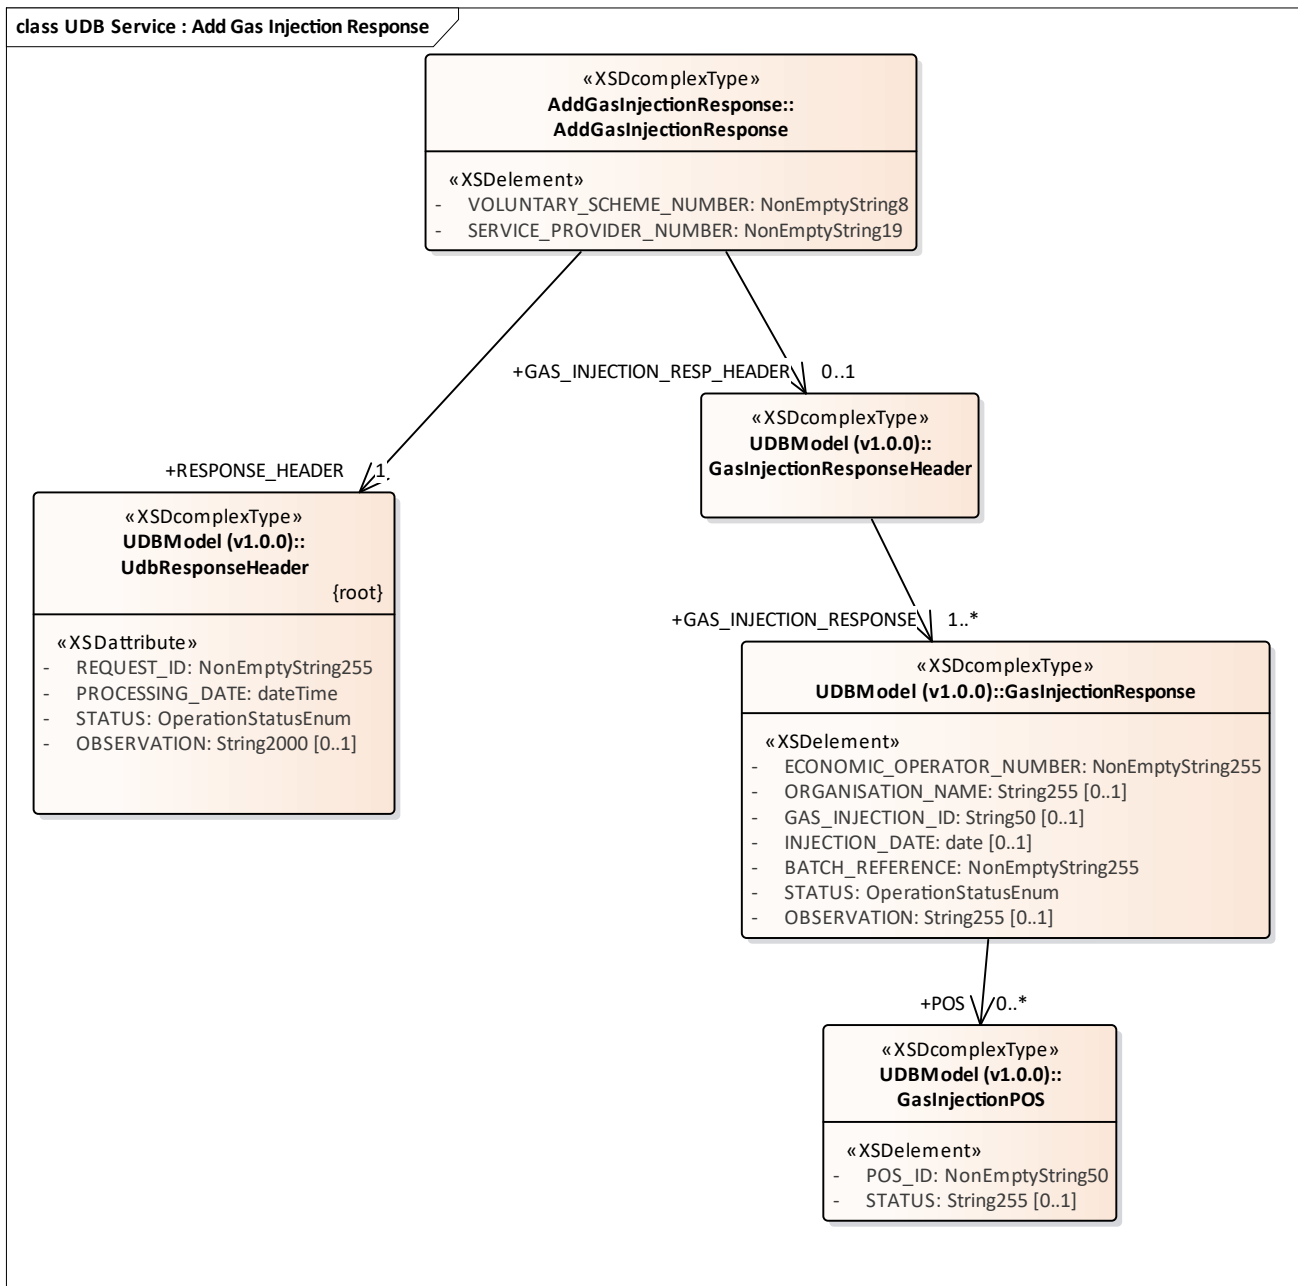 class UDB Service : Add Gas Injection Response
«XSDcomplexType»
AddGasInjectionResponse::
AddGasInjectionResponse
«XSDelement»
- VOLUNTARY_SCHEME_NUMBER: NonEmptyString8
- SERVICE_PROVIDER_NUMBER: NonEmptyString19
+GAS_INJECTION_RESP_HEADER 0..1
«XSDcomplexType»
UDBModel (v1.0.0)::
GasInjectionResponseHeader
+RESPONSE_HEADER 1
«XSDcomplexType»
UDBModel (v1.0.0)::
UdbResponseHeader
{root}
«XSDattribute»
- REQUEST_ID: NonEmptyString255
- PROCESSING_DATE: dateTime
- STATUS: OperationStatusEnum
- OBSERVATION: String2000 [0..1]
+GAS_INJECTION_RESPONSE 1..*
«XSDcomplexType»
UDBModel (v1.0.0)::GasInjectionResponse
«XSDelement»
- ECONOMIC_OPERATOR_NUMBER: NonEmptyString255
- ORGANISATION_NAME: String255 [0..1]
- GAS_INJECTION_ID: String50 [0..1]
- INJECTION_DATE: date [0..1]
- BATCH_REFERENCE: NonEmptyString255
- STATUS: OperationStatusEnum
- OBSERVATION: String255 [0..1]
+POS 0..*
«XSDcomplexType»
UDBModel (v1.0.0)::
GasInjectionPOS
«XSDelement»
- POS_ID: NonEmptyString50
- STATUS: String255 [0..1]